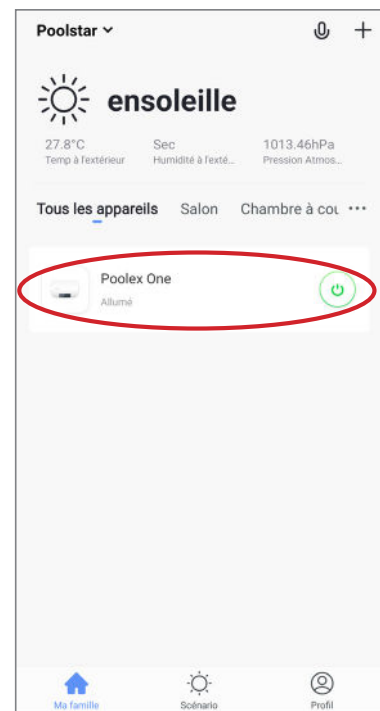 Poolstar
ensoleille
27.8°C Sec 1013.46hPa
Temp à l'extérieur Humidité à l'exté... Pression Atmos...
Tous les appareils Salon Chambre à cou ...
Poolex One
Allumé
Ma famille Scénario Profil